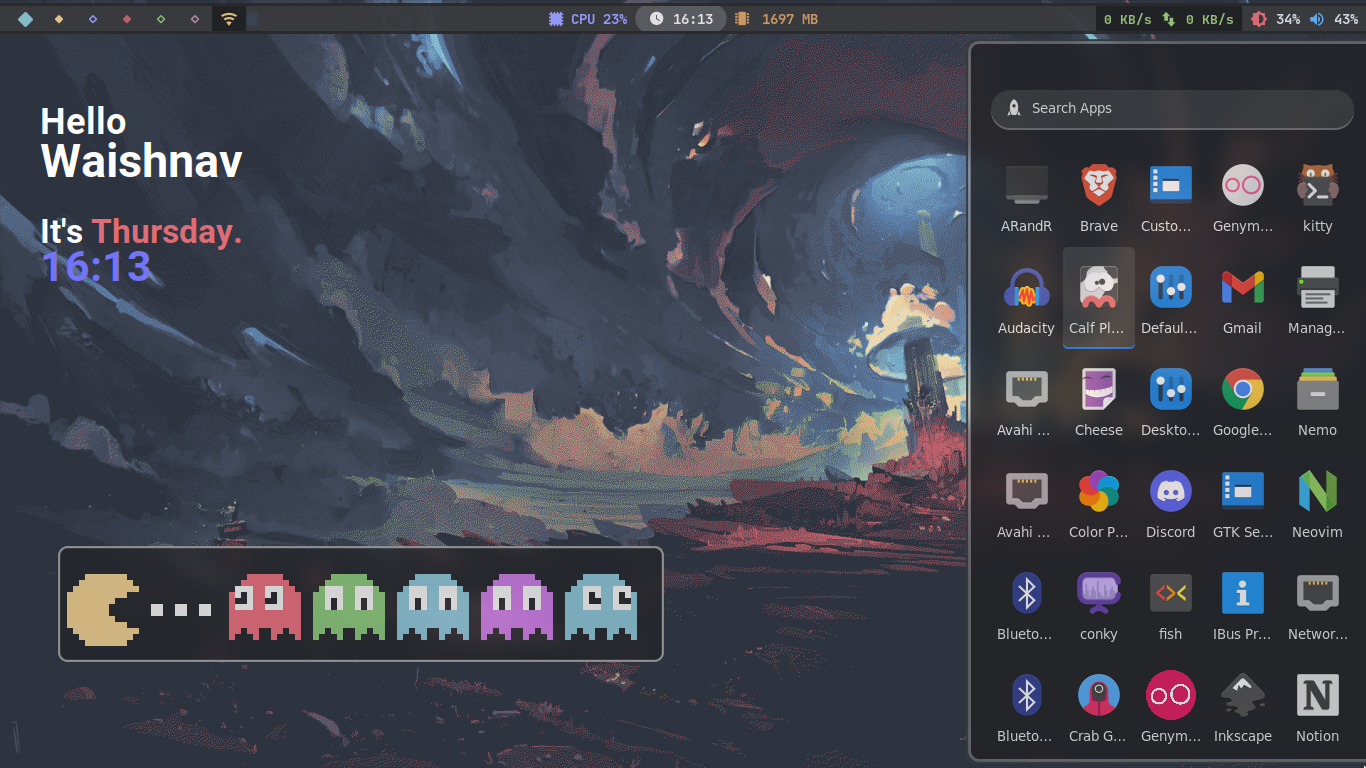 CPU 23%
16:13
1697 MB
0 KB/s
0 KB/s
34%
43%
Hello
Waishnav
It's Thursday.
16:13
Search Apps
ARandR
Brave
Custo...
Genym...
kitty
Audacity
Calf Pl...
Defaul...
Gmail
Manag...
Avahi ...
Cheese
Deskto...
Google...
Nemo
Avahi ...
Color P...
Discord
GTK Se...
Neovim
Blueto...
conky
fish
IBus Pr...
Networ...
Blueto...
Crab G...
Genym...
Inkscape
Notion